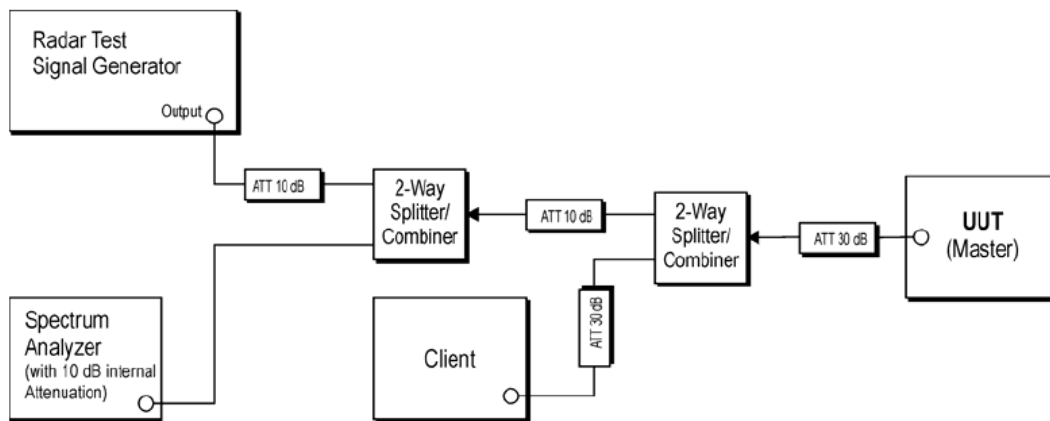 Radar Test
Signal Generator
Output
ATT 10 dB
2-Way
Splitter/
Combiner
ATT 10 dB
2-Way
Splitter/
Combiner
ATT 30 dB
UUT
(Master)
Spectrum
Analyzer
(with 10 dB internal
Attenuation)
Client
ATT 30 dB